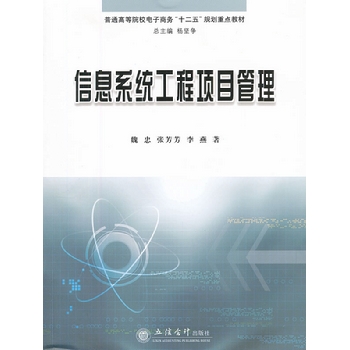 普通高等院校电子商务“十二五”规划重点教材
总主编 杨坚争
信息系统工程项目管理
魏 忠 张芳芳 李 燕 著
立信会计出版社